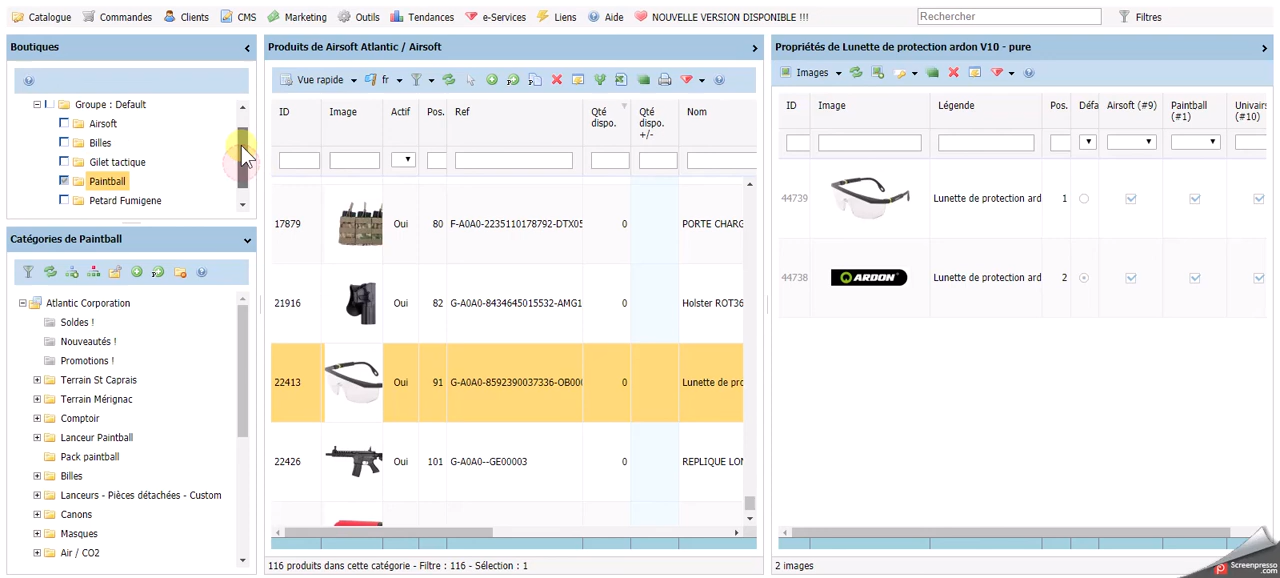 Catalogue Commandes Clients CMS Marketing Outils Tendances e-Services Liens Aide NOUVELLE VERSION DISPONIBLE !!! Rechercher Filtres
Boutiques
Groupe : Default
Airsoft
Billes
Gilet tactique
Paintball
Petard Fumigene
Catégories de Paintball
Atlantic Corporation
Soldes !
Nouveautés !
Promotions !
Terrain St Caprais
Terrain Mérignac
Comptoir
Lanceur Paintball
Pack paintball
Billes
Lanceurs - Pièces détachées - Custom
Canons
Masques
Air / CO2
Produits de Airsoft Atlantic / Airsoft
Vue rapide fr
ID Image Actif Pos. Ref Qté dispo. Qté dispo. +/- Nom
17879 Oui 80 F-A0A0-2235110178792-DTX05 0 PORTE CHARG
21916 Oui 82 G-A0A0-8434645015532-AMG1 0 Holster ROT36
22413 Oui 91 G-A0A0-8592390037336-OB00 0 Lunette de pro
22426 Oui 101 G-A0A0--GE00003 0 REPLIQUE LON
116 produits dans cette catégorie - Filtre : 116 - Sélection : 1
Propriétés de Lunette de protection ardon V10 - pure
Images
ID Image Légende Pos. Défa Airsoft (#9) Paintball (#1) Univairs (#10)
44739 Lunette de protection ard 1
44738 ARDON Lunette de protection ard 2
2 images
Screenpresso
.com